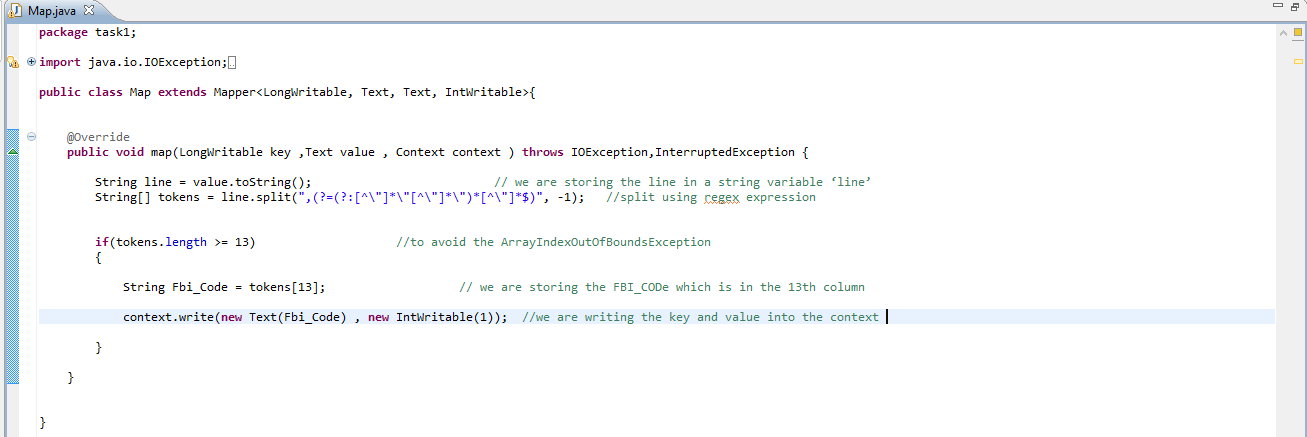 Map.java
package task1;
import java.io.IOException;
public class Map extends Mapper<LongWritable, Text, Text, IntWritable>{
@Override
public void map(LongWritable key ,Text value , Context context ) throws IOException,InterruptedException {
String line = value.toString(); // we are storing the line in a string variable ‘line’
String[] tokens = line.split(",(?=(?:[^\"]*\"[^\"]*\")*[^\"]*$)", -1); //split using regex expression
if(tokens.length >= 13) //to avoid the ArrayIndexOutOfBoundsException
{
String Fbi_Code = tokens[13]; // we are storing the FBI_CODe which is in the 13th column
context.write(new Text(Fbi_Code) , new IntWritable(1)); //we are writing the key and value into the context
}
}
}